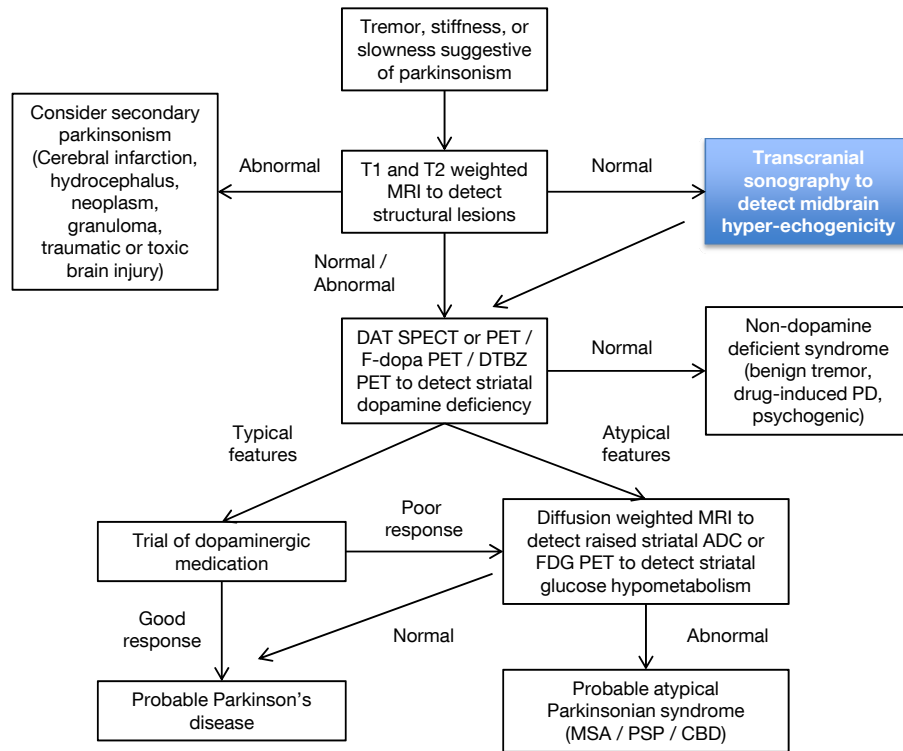 Tremor, stiffness, or
slowness suggestive
of parkinsonism
Consider secondary
parkinsonism
(Cerebral infarction,
hydrocephalus,
neoplasm,
granuloma,
traumatic or toxic
brain injury)
Abnormal
T1 and T2 weighted
MRI to detect
structural lesions
Normal
Transcranial
sonography to
detect midbrain
hyper-echogenicity
Normal /
Abnormal
DAT SPECT or PET /
F-dopa PET / DTBZ
PET to detect striatal
dopamine deficiency
Normal
Non-dopamine
deficient syndrome
(benign tremor,
drug-induced PD,
psychogenic)
Typical
features
Atypical
features
Trial of dopaminergic
medication
Poor
response
Diffusion weighted MRI to
detect raised striatal ADC or
FDG PET to detect striatal
glucose hypometabolism
Good
response
Normal
Abnormal
Probable Parkinson’s
disease
Probable atypical
Parkinsonian syndrome
(MSA / PSP / CBD)